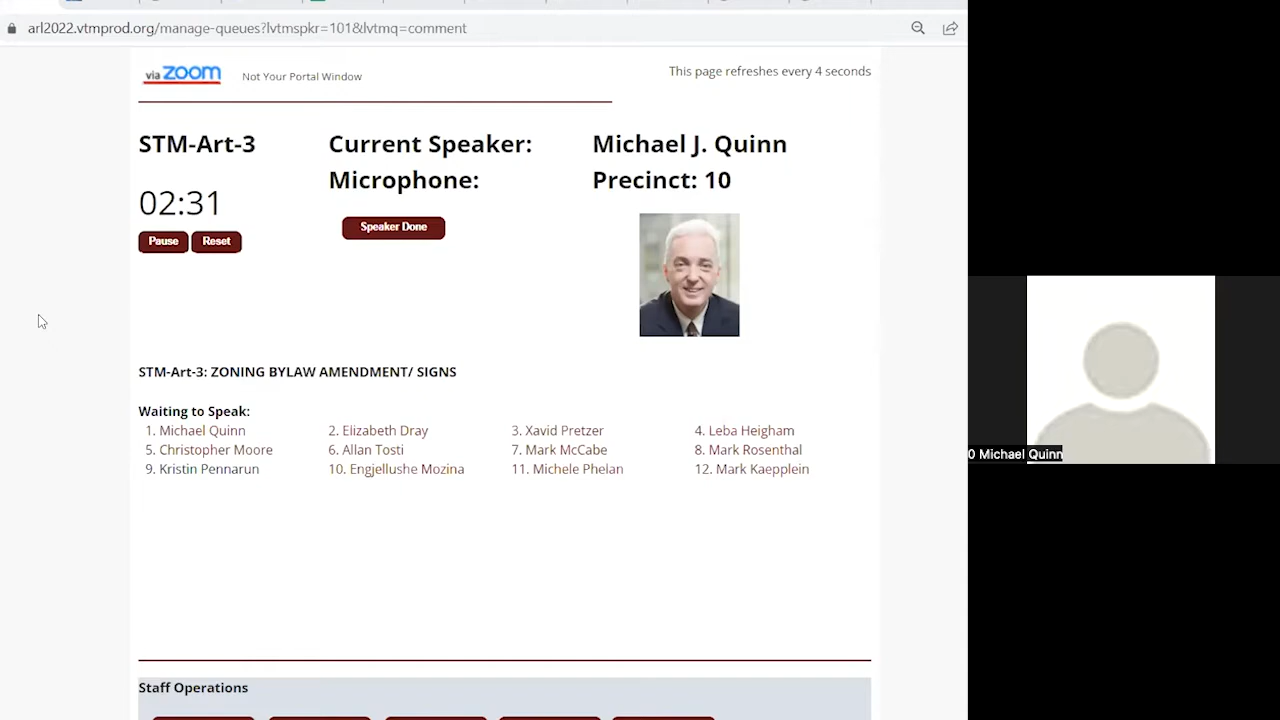 arl2022.vtmprod.org/manage-queues?lvtmspkr=101&lvtmq=comment
via zoom
Not Your Portal Window
This page refreshes every 4 seconds
STM-Art-3
Current Speaker:
Michael J. Quinn
Microphone:
Precinct: 10
02:31
Speaker Done
Pause
Reset
STM-Art-3: ZONING BYLAW AMENDMENT/ SIGNS
Waiting to Speak:
1. Michael Quinn
2. Elizabeth Dray
3. Xavid Pretzer
4. Leba Heigham
5. Christopher Moore
6. Allan Tosti
7. Mark McCabe
8. Mark Rosenthal
9. Kristin Pennarun
10. Engjellushe Mozina
11. Michele Phelan
12. Mark Kaepplein
0 Michael Quinn
Staff Operations